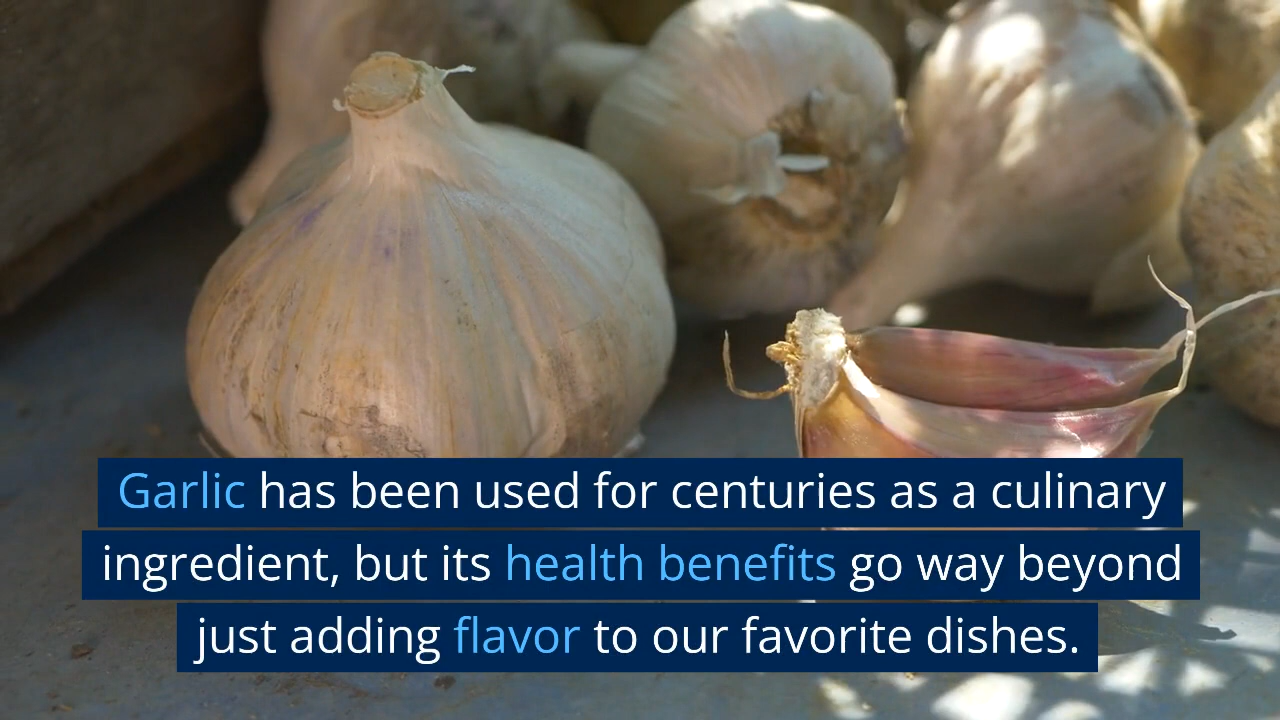 Garlic has been used for centuries as a culinary
ingredient, but its health benefits go way beyond
just adding flavor to our favorite dishes.